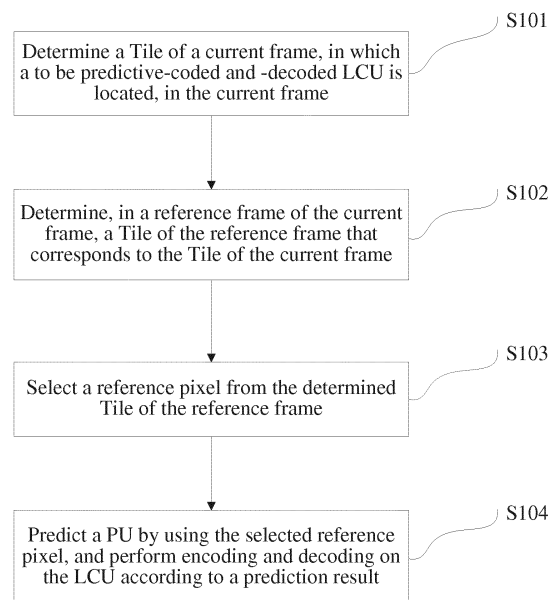 S101
Determine a Tile of a current frame, in which
a to be predictive-coded and -decoded LCU is
located, in the current frame
S102
Determine, in a reference frame of the current
frame, a Tile of the reference frame that
corresponds to the Tile of the current frame
S103
Select a reference pixel from the determined
Tile of the reference frame
S104
Predict a PU by using the selected reference
pixel, and perform encoding and decoding on
the LCU according to a prediction result